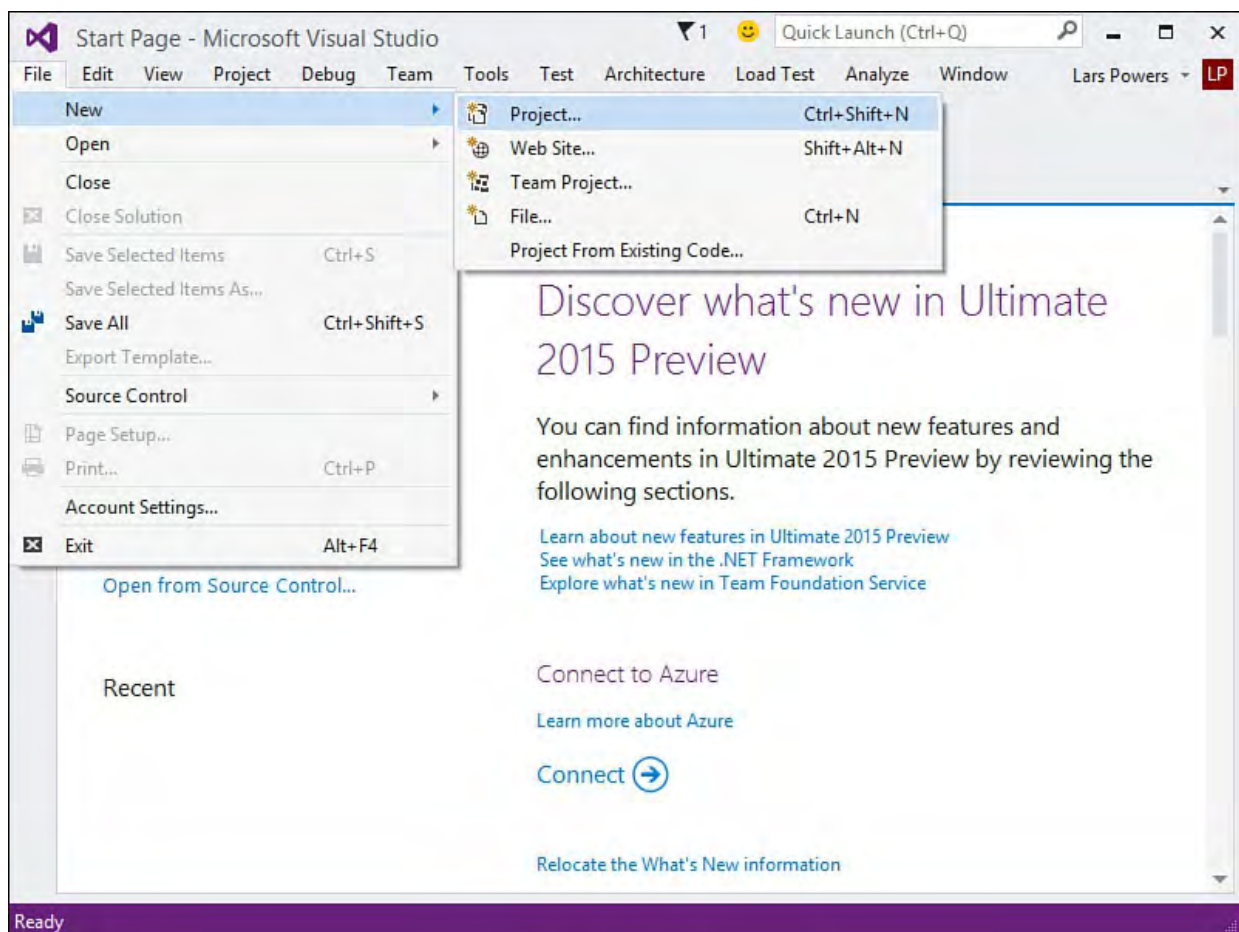 Start Page - Microsoft Visual Studio
1
Quick Launch (Ctrl+Q)
File Edit View Project Debug Team Tools Test Architecture Load Test Analyze Window Lars Powers LP
New
Open
Close
Close Solution
Save Selected Items Ctrl+S
Save Selected Items As...
Save All Ctrl+Shift+S
Export Template...
Source Control
Page Setup...
Print... Ctrl+P
Account Settings...
Exit Alt+F4
Project... Ctrl+Shift+N
Web Site... Shift+Alt+N
Team Project...
File... Ctrl+N
Project From Existing Code...
Open from Source Control...
Recent
Discover what's new in Ultimate
2015 Preview
You can find information about new features and
enhancements in Ultimate 2015 Preview by reviewing the
following sections.
Learn about new features in Ultimate 2015 Preview
See what's new in the .NET Framework
Explore what's new in Team Foundation Service
Connect to Azure
Learn more about Azure
Connect
Relocate the What's New information
Ready